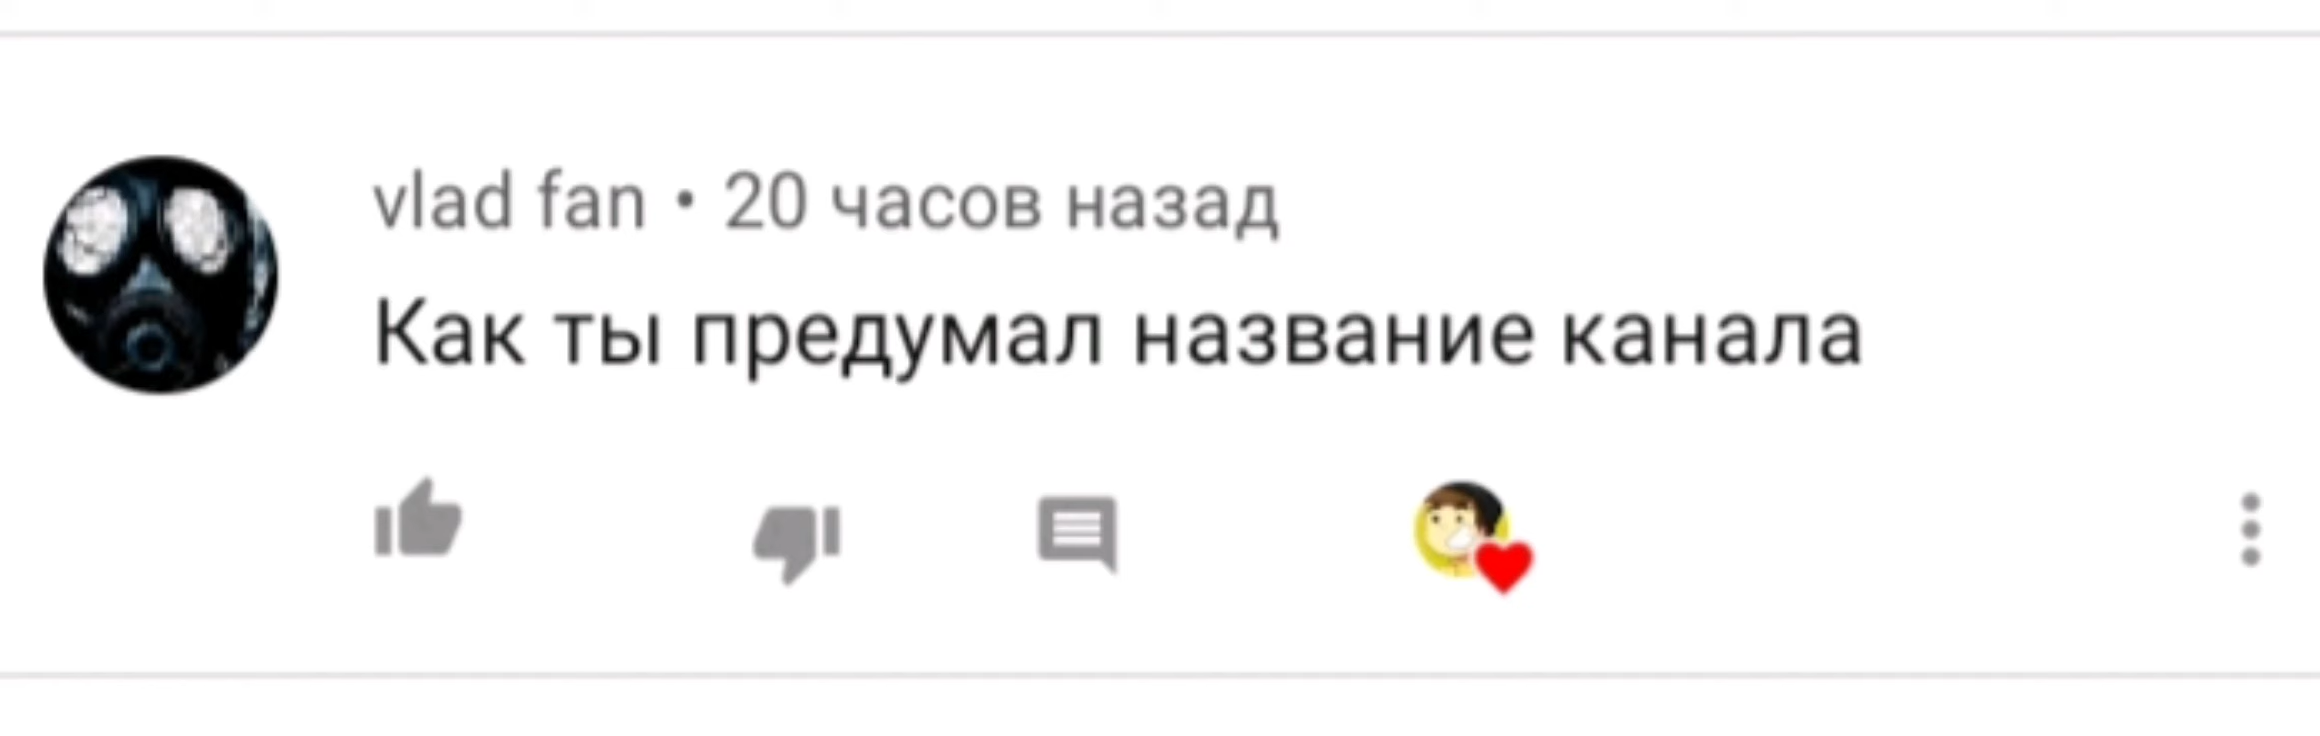 vlad fan • 20 часов назад
Как ты предумал название канала